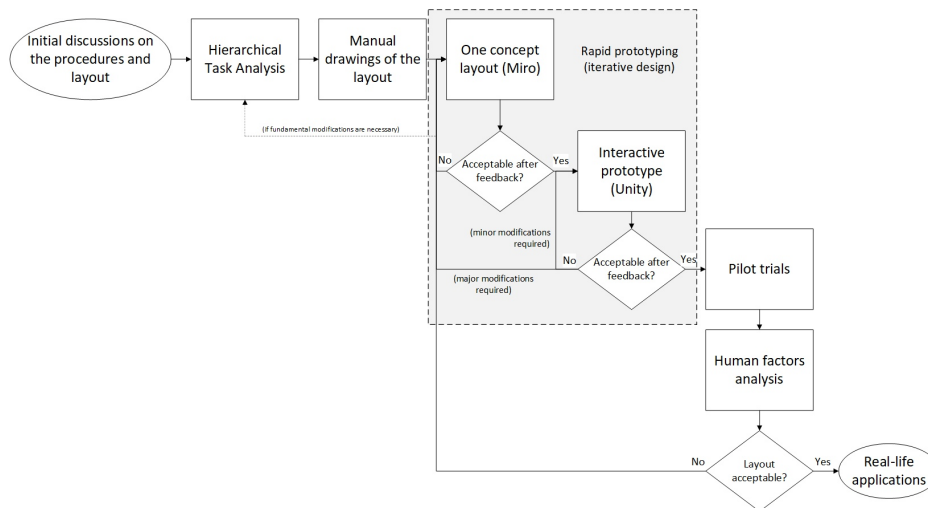 Initial discussions on
the procedures and
layout
Hierarchical
Task Analysis
Manual
drawings of the
layout
One concept
layout (Miro)
Rapid prototyping
(iterative design)
(if fundamental modifications are necessary)
No
Acceptable after
feedback?
Yes
Interactive
prototype
(Unity)
(minor modifications
required)
No
Acceptable after
feedback?
Yes
(major modifications
required)
Pilot trials
Human factors
analysis
No
Layout
acceptable?
Yes
Real-life
applications